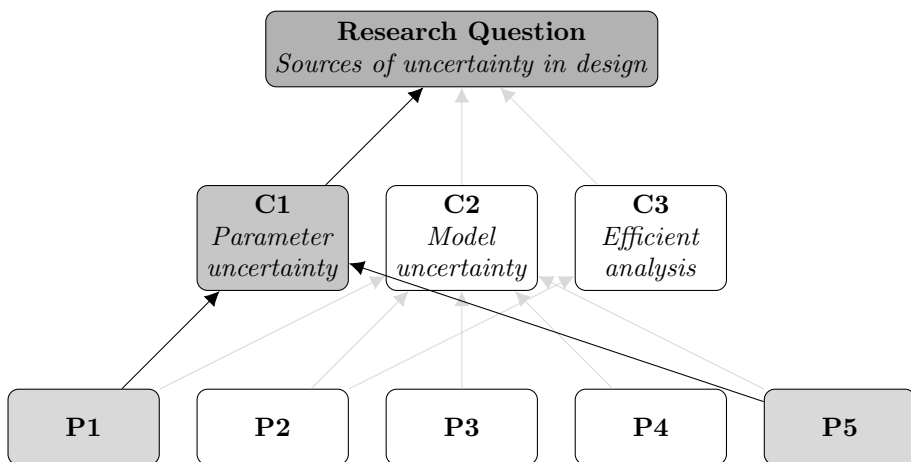 Research Question
Sources of uncertainty in design
C1
Parameter
uncertainty
C2
Model
uncertainty
C3
Efficient
analysis
P1
P2
P3
P4
P5